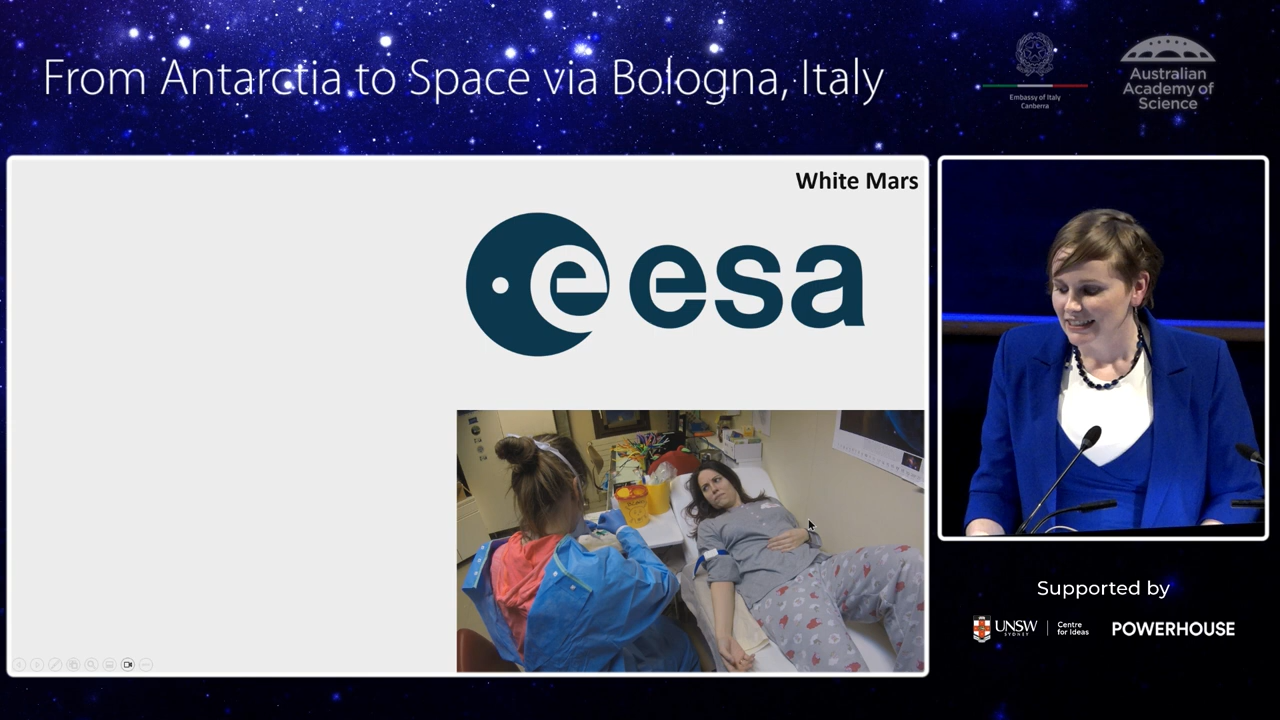 From Antarctia to Space via Bologna, Italy
Embassy of Italy
Canberra
Australian
Academy of
Science
White Mars
e esa
Supported by
UNSW
SYDNEY
Centre
for Ideas
POWERHOUSE